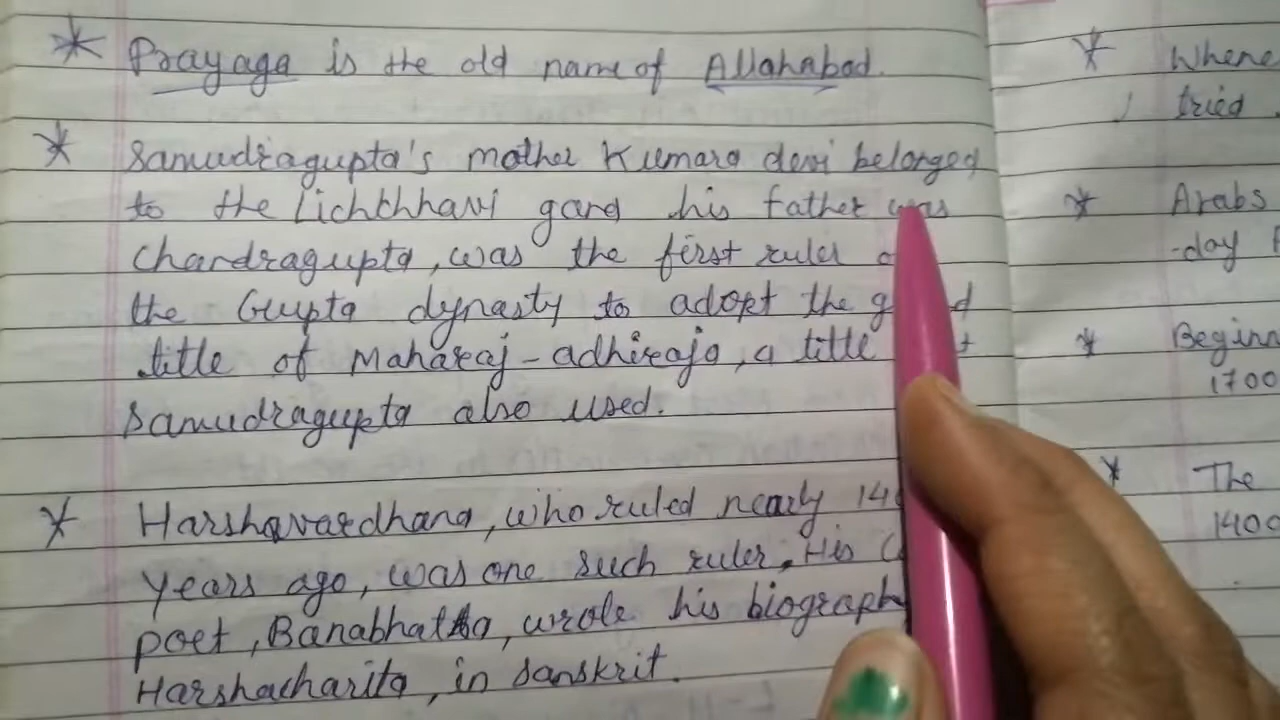 * Prayaga is the old name of Allahabad.
* Samudragupta's mother Kumara devi belonged
to the Lichchhavi gana his father was
Chandragupta, was the first ruler
the Gupta dynasty to adopt the
title of Maharaj-adhiraja, a title
Samudragupta also used.
* Harshavardhana, who ruled nearly
years ago, was one such ruler. His
poet, Banabhatta, wrote his
Harshacharita, in Sanskrit.
* Where
tried
* Arabs
-day
*
1700
* The